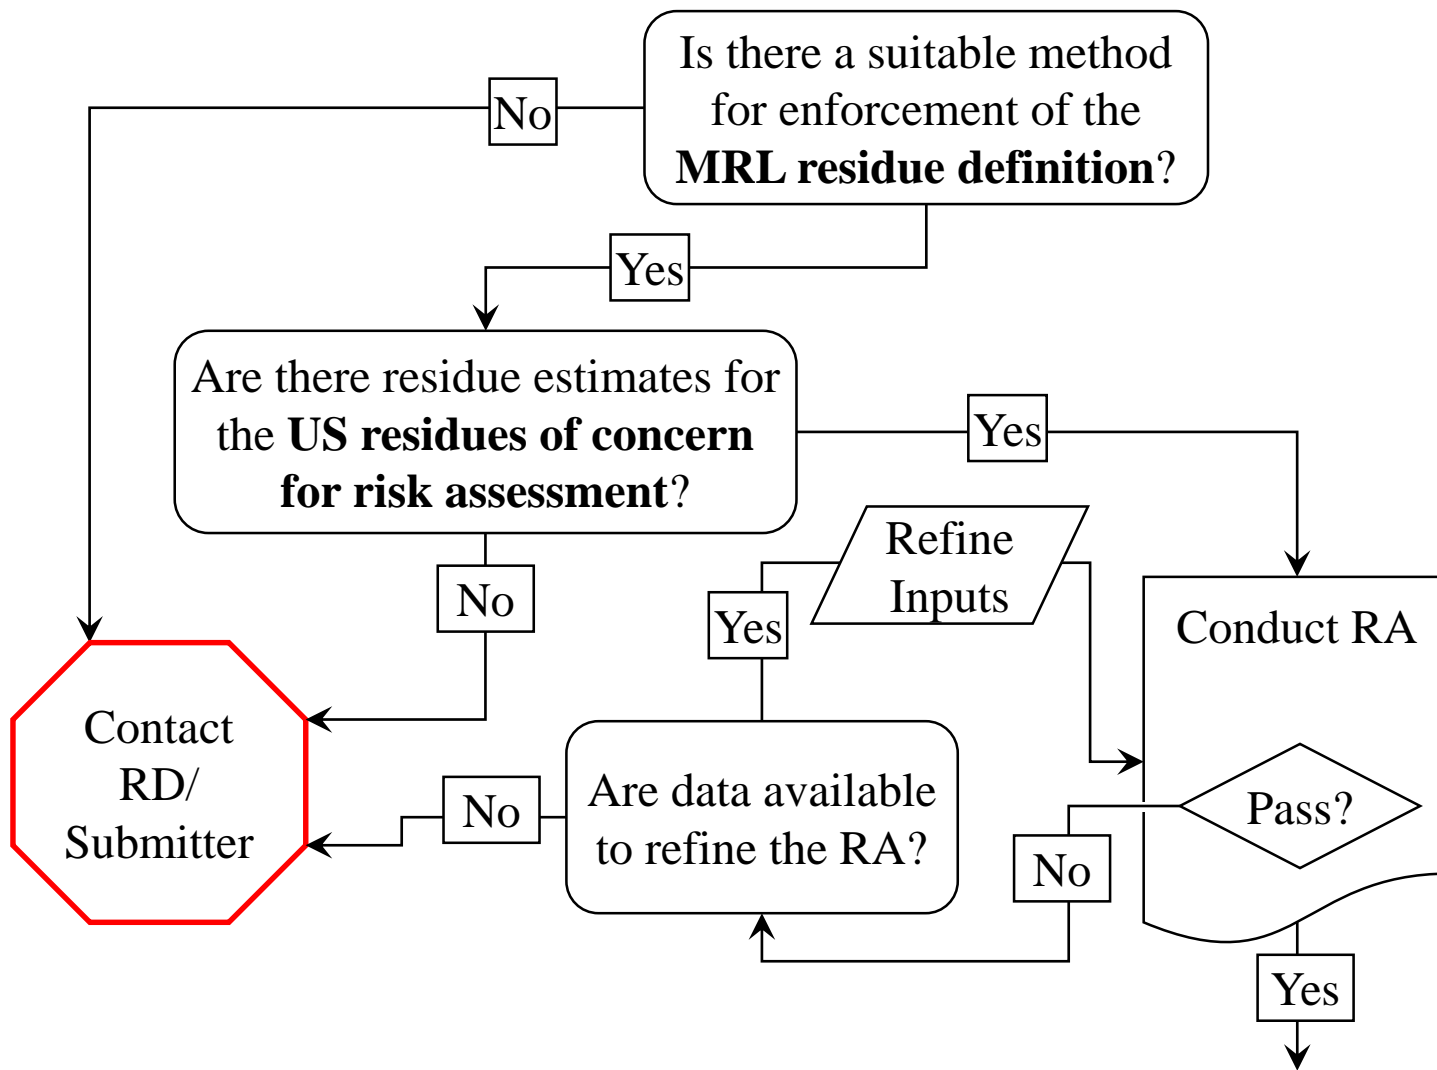 Is there a suitable method
for enforcement of the
MRL residue definition?
No
Yes
Are there residue estimates for
the US residues of concern
for risk assessment?
Yes
No
Refine
Inputs
Yes
Conduct RA
Contact
RD/
Submitter
No
Are data available
to refine the RA?
Pass?
No
Yes